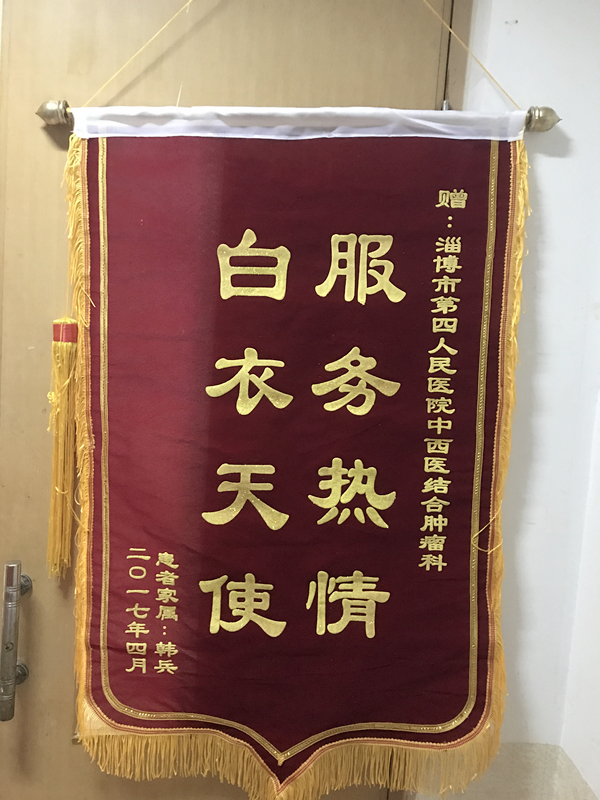 赠：淄博市第四人民医院中西医结合肿瘤科
服务热情
白衣天使
患者家属：韩兵
二〇一七年四月